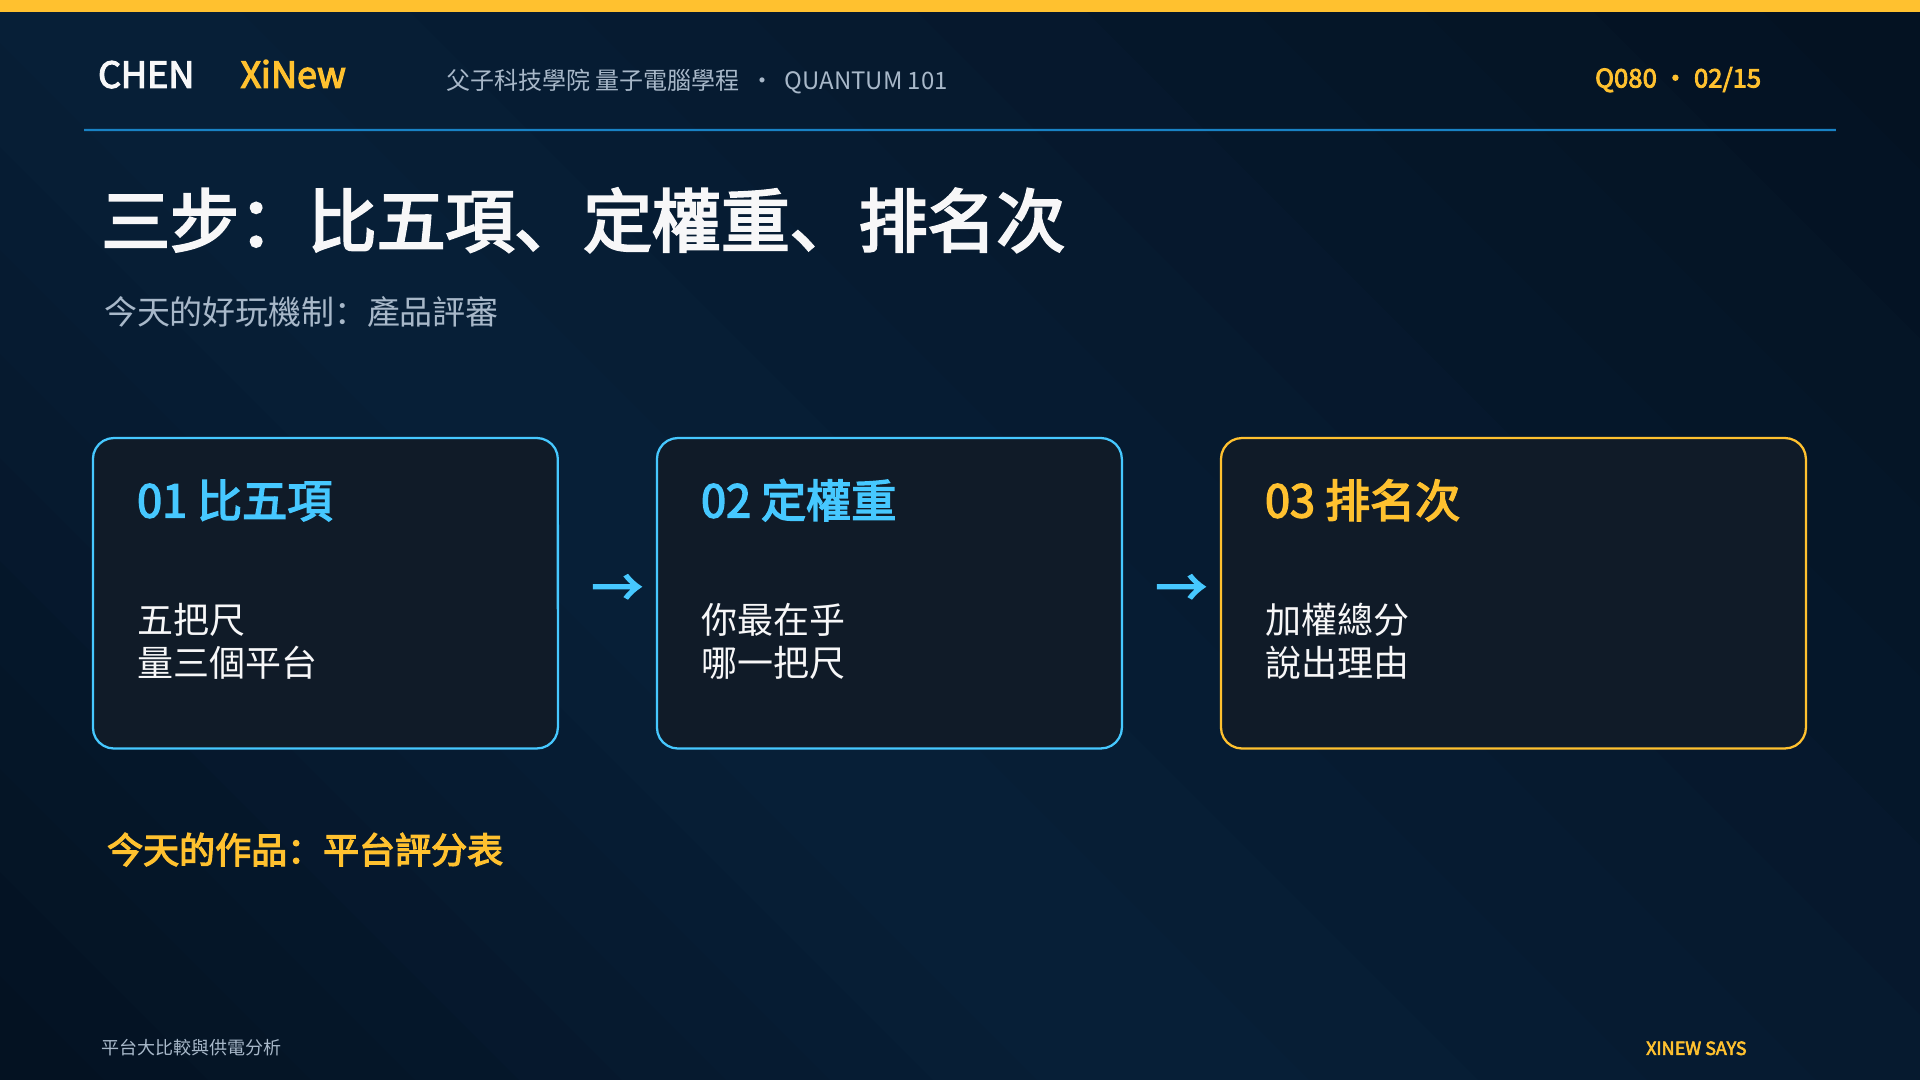 CHEN XiNew 父子科技學院 量子電腦學程 · QUANTUM 101 Q080 · 02/15
三步：比五項、定權重、排名次
今天的好玩機制：產品評審
01 比五項
五把尺
量三個平台
→
02 定權重
你最在乎
哪一把尺
→
03 排名次
加權總分
說出理由
今天的作品：平台評分表
平台大比較與供電分析
XINEW SAYS